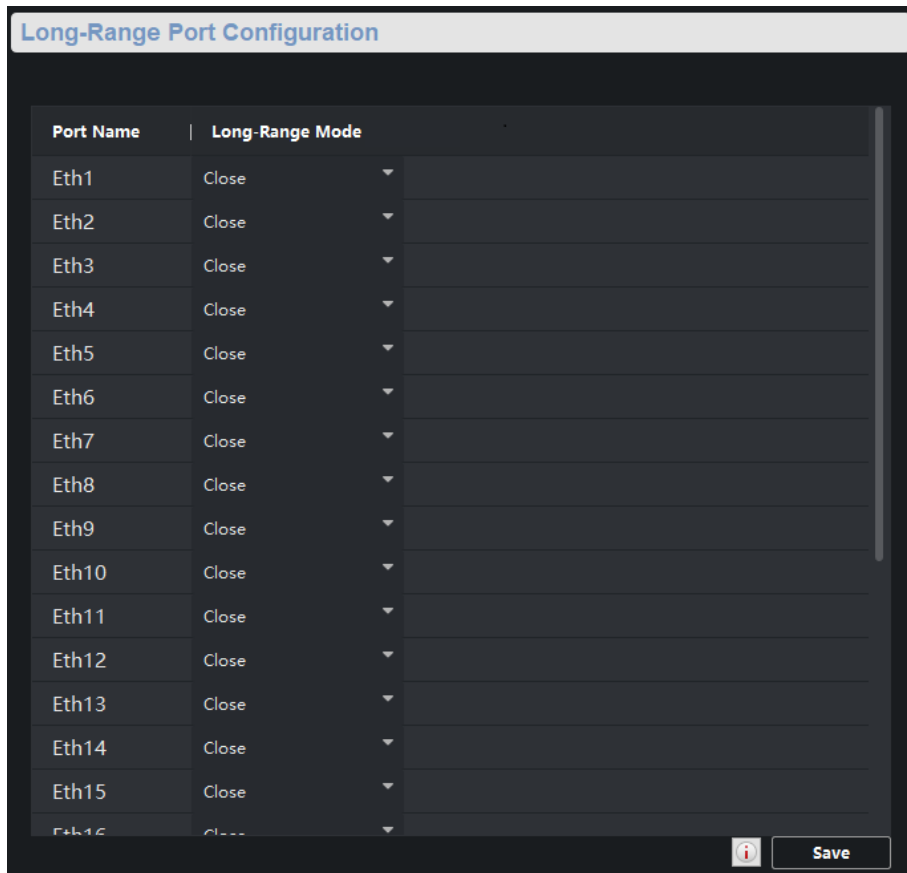 Long-Range Port Configuration
Port Name | Long-Range Mode
Eth1 Close
Eth2 Close
Eth3 Close
Eth4 Close
Eth5 Close
Eth6 Close
Eth7 Close
Eth8 Close
Eth9 Close
Eth10 Close
Eth11 Close
Eth12 Close
Eth13 Close
Eth14 Close
Eth15 Close
Eth16 Close
Save